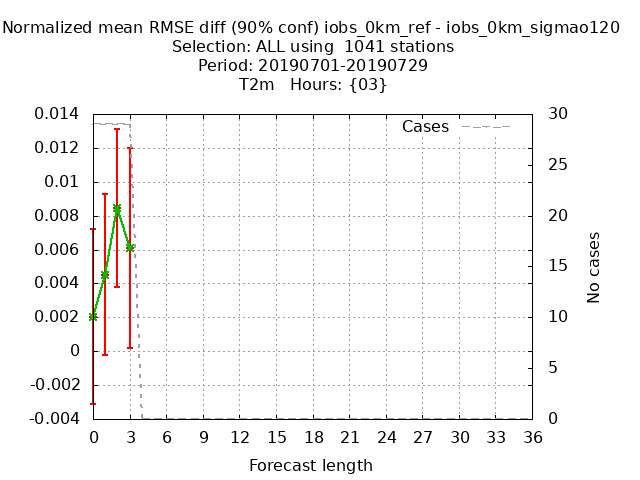 Normalized mean RMSE diff (90% conf) iobs_0km_ref - iobs_0km_sigmao120
Selection: ALL using  1041 stations
Period: 20190701-20190729
T2m   Hours: {03}
0.014
0.012
0.01
0.008
0.006
0.004
0.002
0
-0.002
-0.004
Cases
30
25
20
15
10
5
0
No cases
0 3 6 9 12 15 18 21 24 27 30 33 36
Forecast length